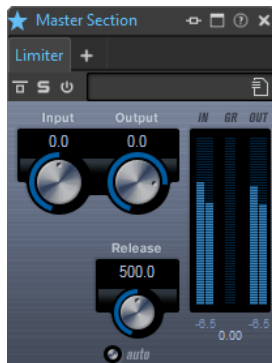 Master Section
Limiter +
S
Input Output IN GR OUT
0.0 0.0
Release
500.0
-6.5 0.00 -6.5
auto